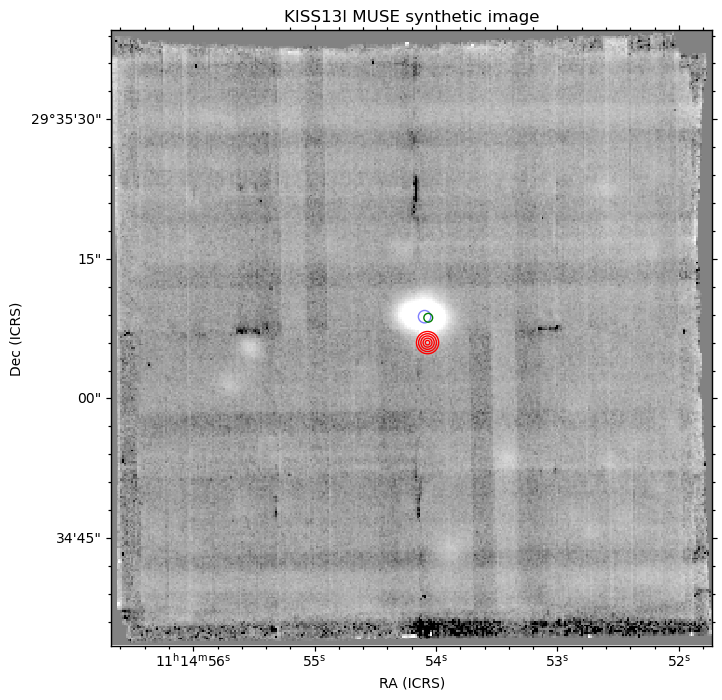 KISS13I MUSE synthetic image
29°35'30"
15"
00"
34'45"
Dec (ICRS)
11h14m56s
55s
54s
53s
52s
RA (ICRS)